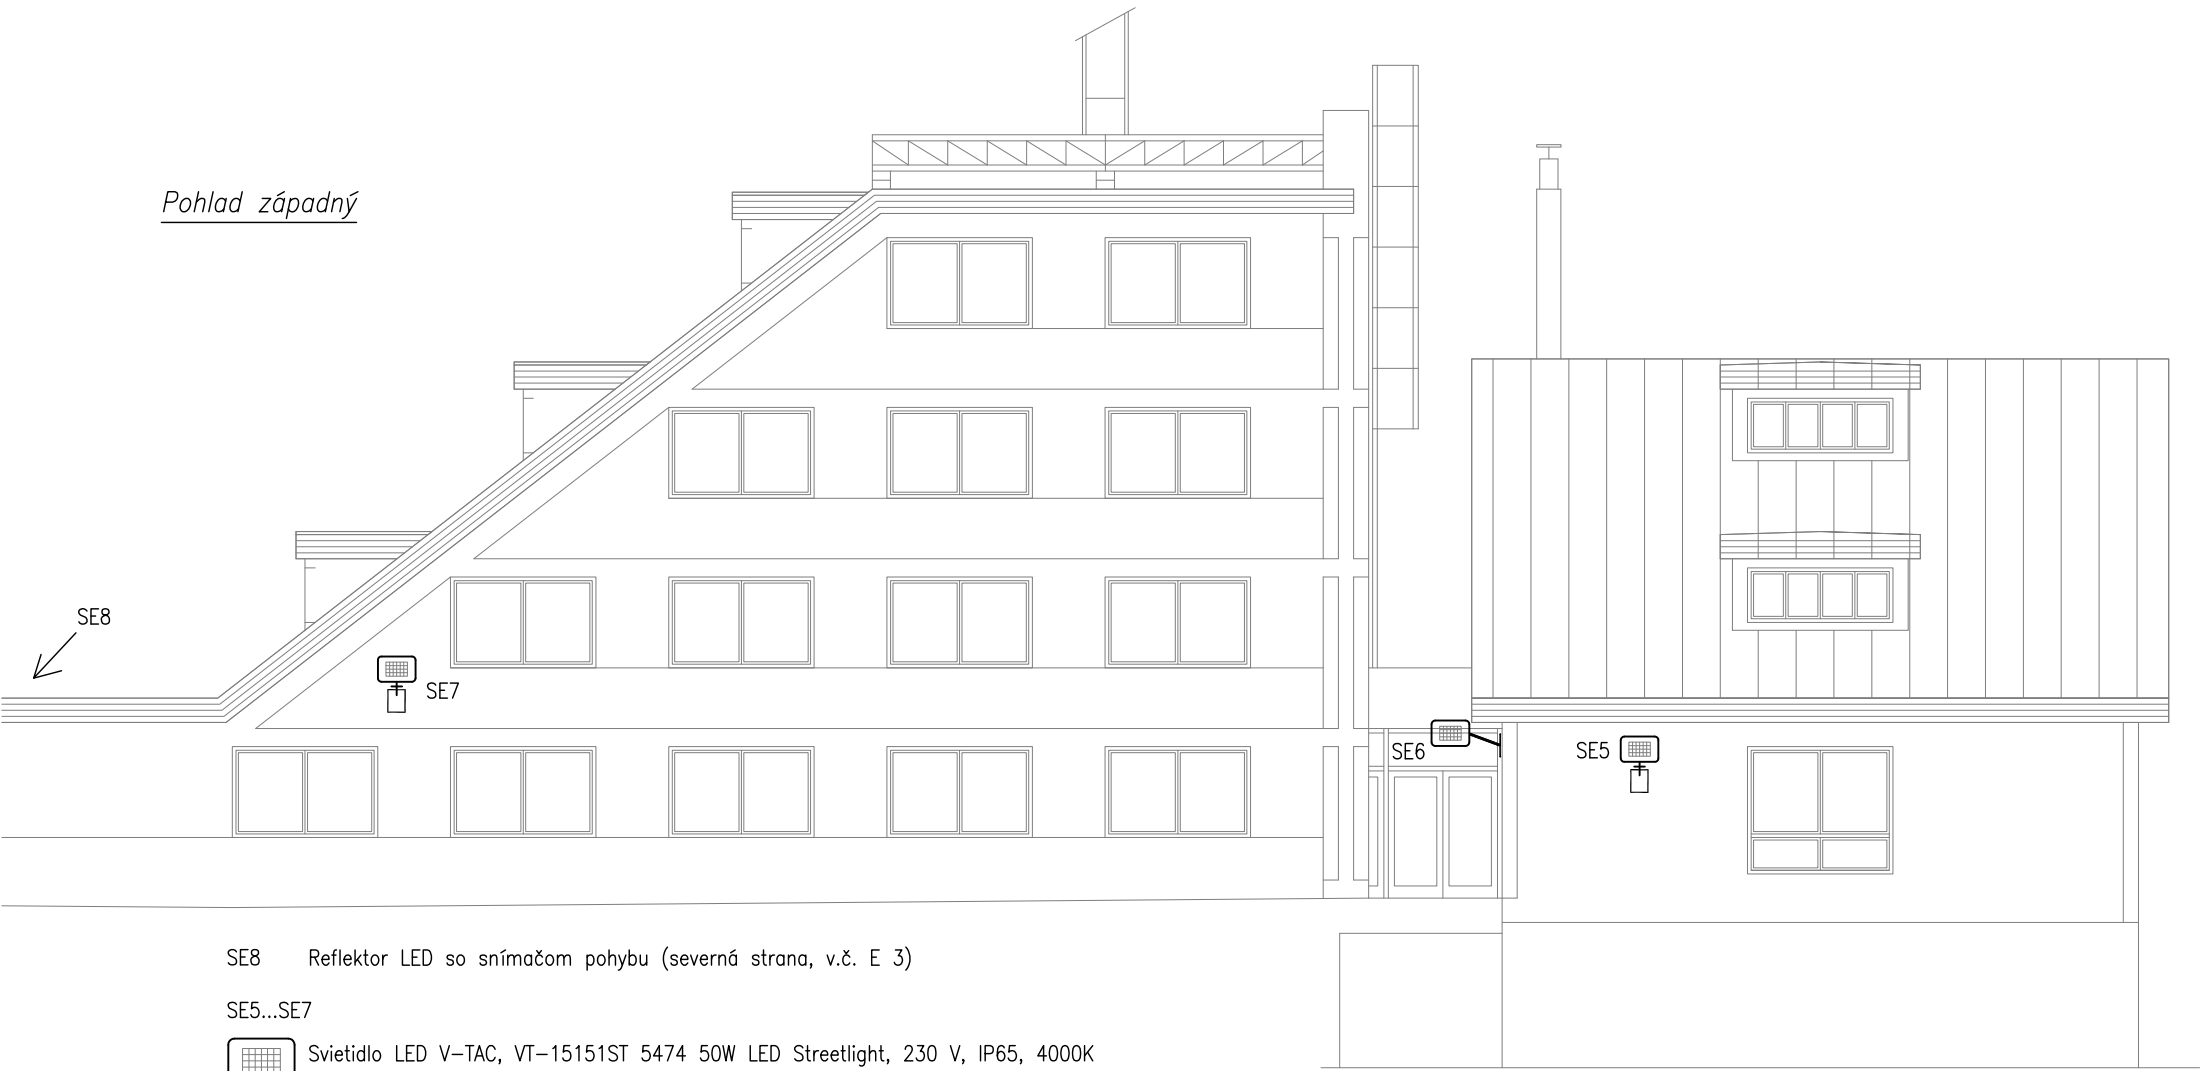 Pohlad západný
SE8
SE7
SE6
SE5
SE8 Reflektor LED so snímačom pohybu (severná strana, v.č. E 3)
SE5...SE7
Svietidlo LED V-TAC, VT-15151ST 5474 50W LED Streetlight, 230 V, IP65, 4000K